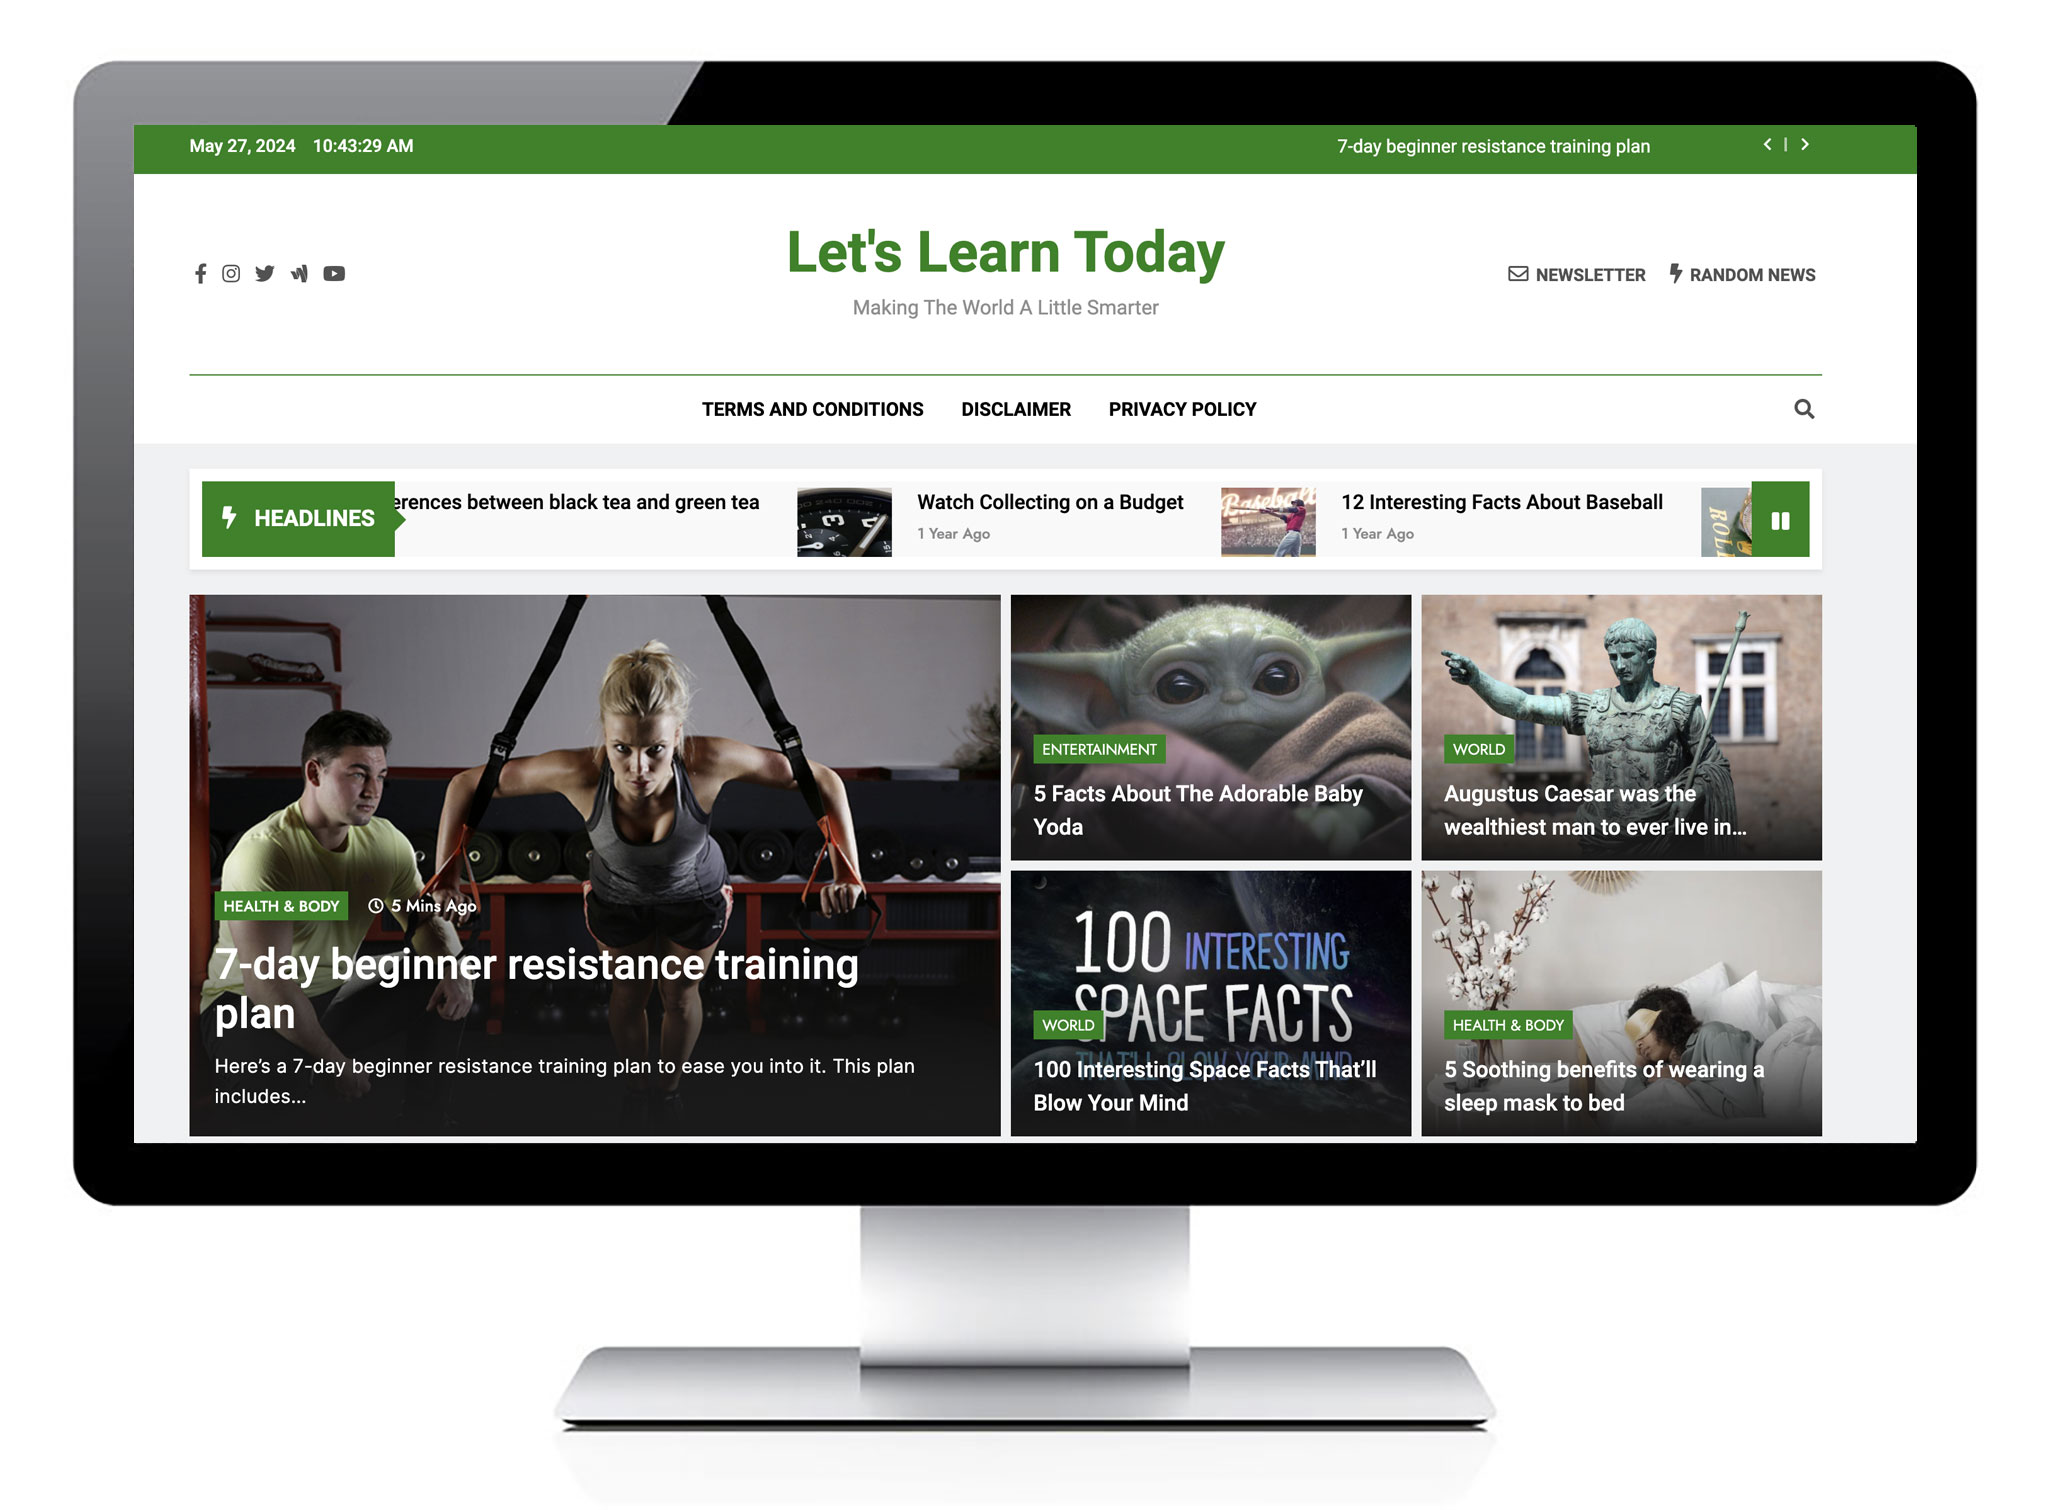 May 27, 2024 10:43:29 AM
7-day beginner resistance training plan
Let's Learn Today
Making The World A Little Smarter
NEWSLETTER
RANDOM NEWS
TERMS AND CONDITIONS
DISCLAIMER
PRIVACY POLICY
HEADLINES
between black tea and green tea
Watch Collecting on a Budget
1 Year Ago
Baseball
12 Interesting Facts About Baseball
1 Year Ago
HEALTH & BODY
5 Mins Ago
7-day beginner resistance training
plan
Here’s a 7-day beginner resistance training plan to ease you into it. This plan
includes...
ENTERTAINMENT
5 Facts About The Adorable Baby
Yoda
WORLD
Augustus Caesar was the
wealthiest man to ever live in...
100 INTERESTING
SPACE FACTS
THAT'LL BLOW YOUR MIND
WORLD
100 Interesting Space Facts That’ll
Blow Your Mind
HEALTH & BODY
5 Soothing benefits of wearing a
sleep mask to bed